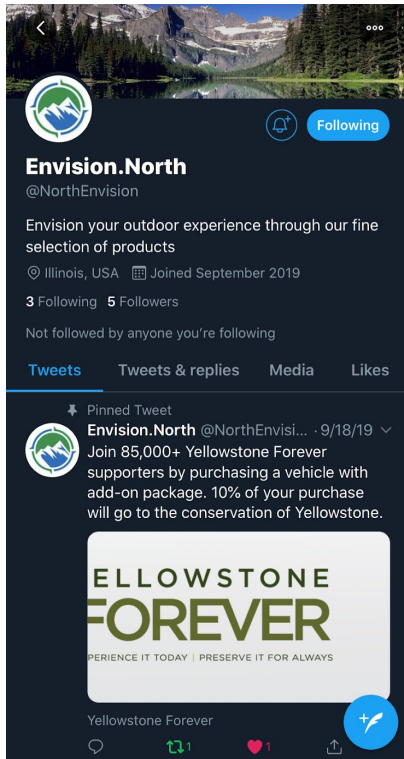 Following
Envision.North
@NorthEnvision
Envision your outdoor experience through our fine
selection of products
Illinois, USA Joined September 2019
3 Following 5 Followers
Not followed by anyone you're following
Tweets Tweets & replies Media Likes
Pinned Tweet
Envision.North @NorthEnvisi... · 9/18/19
Join 85,000+ Yellowstone Forever
supporters by purchasing a vehicle with
add-on package. 10% of your purchase
will go to the conservation of Yellowstone.
ELLOWSTONE
FOREVER
PERIENCE IT TODAY | PRESERVE IT FOR ALWAYS
Yellowstone Forever
1 1